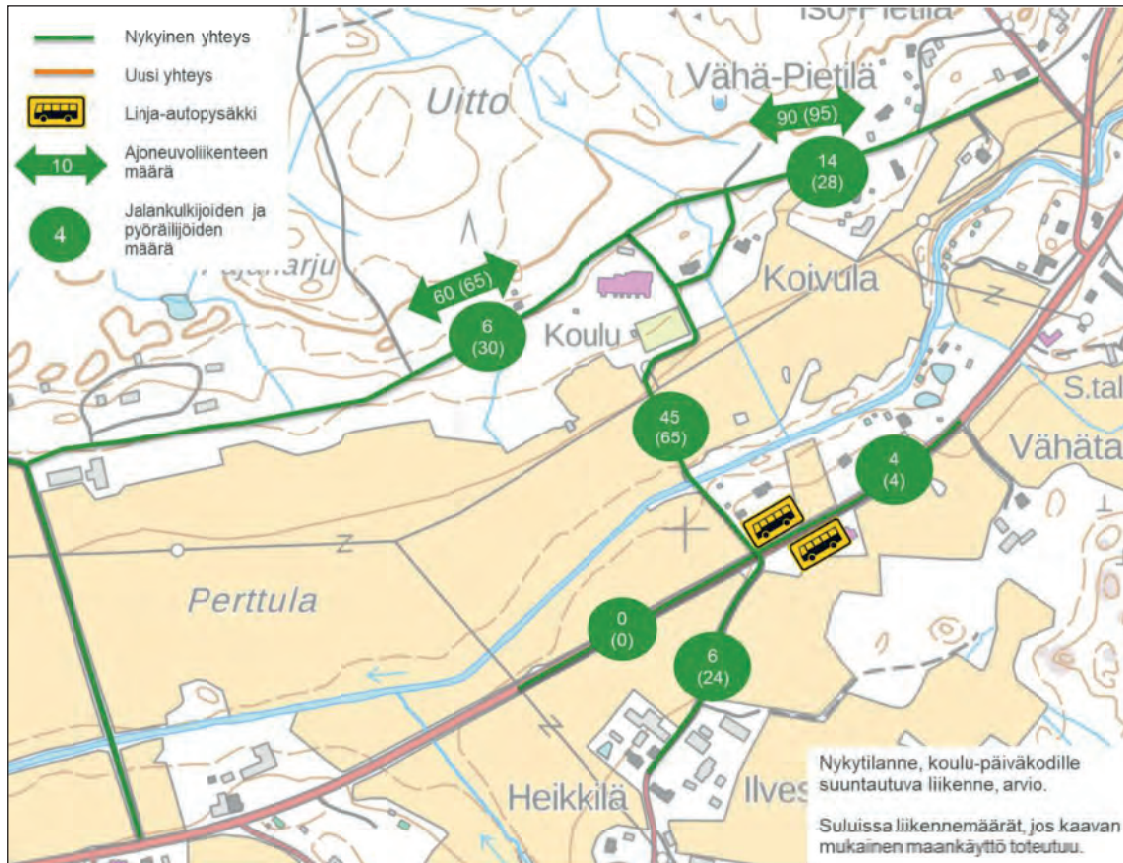 Nykyinen yhteys
Uusi yhteys
Linja-autopysäkki
10
Ajoneuvoliikenteen
määrä
4
Jalankulkijoiden ja
pyöräilijöiden
määrä
Iso-Pietilä
Vähä-Pietilä
Uitto
90 (95)
14
(28)
60 (65)
6
(30)
Koulu
Koivula
S.tal
Vähäta
45
(65)
4
(4)
Perttula
0
(0)
6
(24)
Heikkilä
Ilves
Nykytilanne, koulu-päiväkodille
suuntautuva liikenne, arvio.
Suluissa liikennemäärät, jos kaavan
mukainen maankäyttö toteutuu.